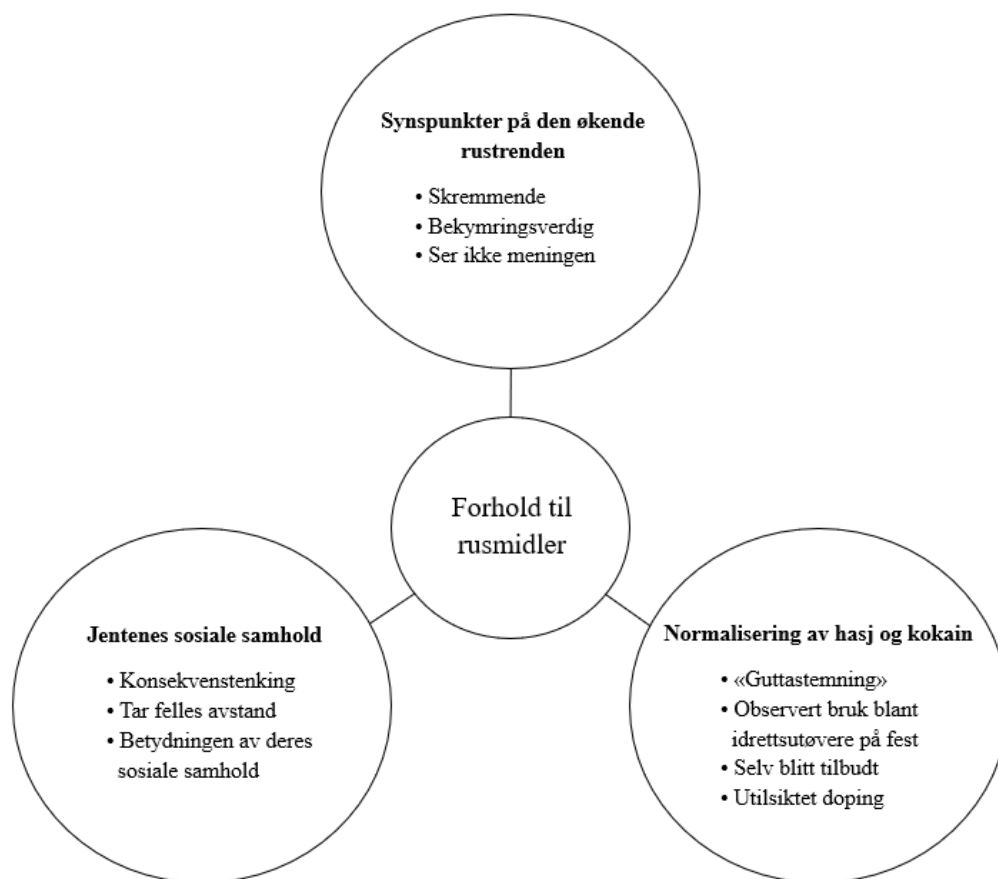 Synspunkter på den økende
rustrenden
• Skremmende
• Bekymringsverdig
• Ser ikke meningen
Forhold til
rusmidler
Jentenes sosiale samhold
• Konsekvenstenking
• Tar felles avstand
• Betydningen av deres
sosiale samhold
Normalisering av hasj og kokain
• «Guttastemning»
• Observert bruk blant
idrettsutøvere på fest
• Selv blitt tilbudt
• Utilsiktet doping